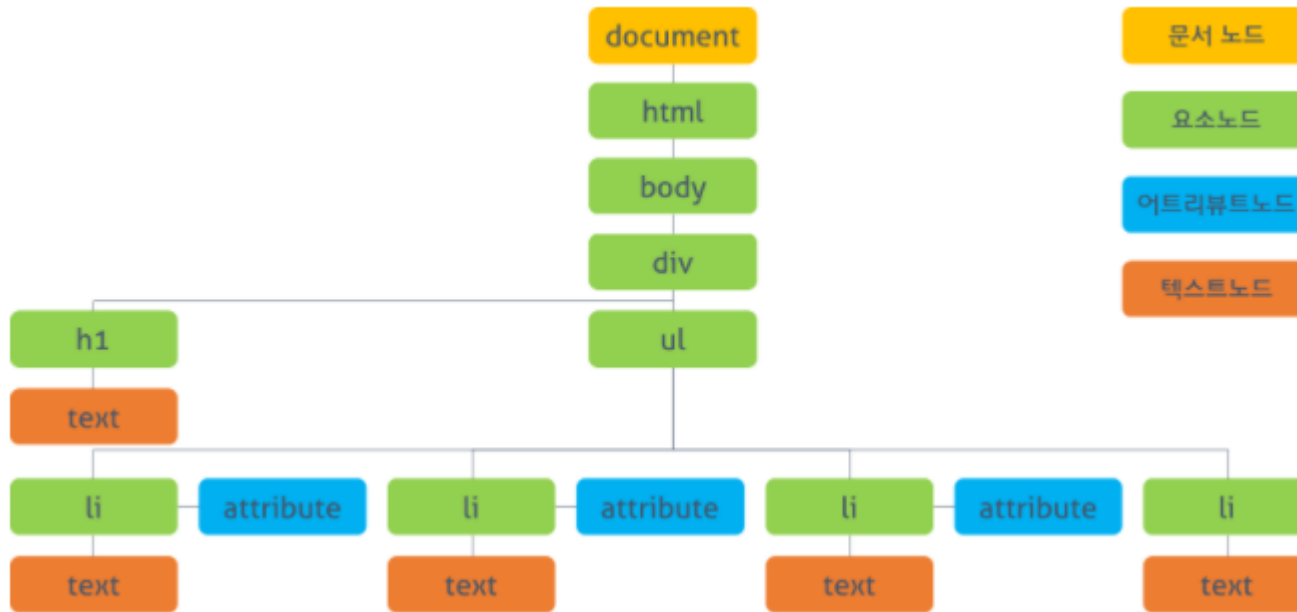 document
문서 노드
html
요소노드
body
어트리뷰트노드
div
텍스트노드
h1
ul
text
li
attribute
li
attribute
li
attribute
li
text
text
text
text